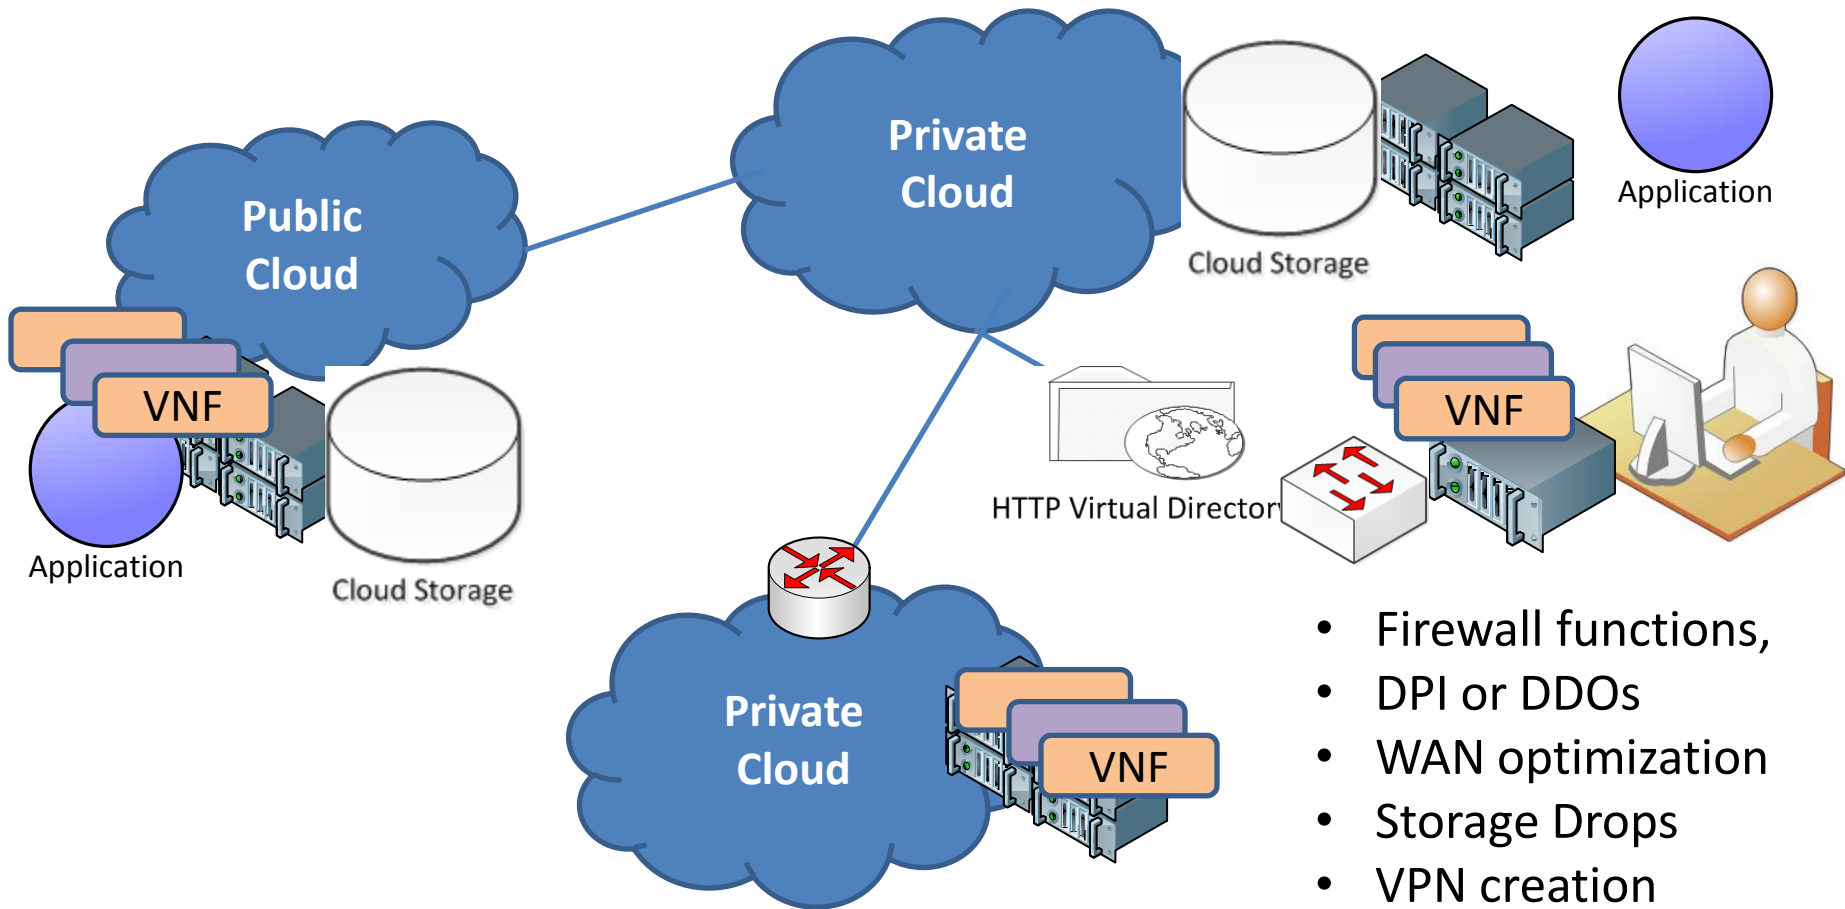 Private
Cloud
Application
Public
Cloud
Cloud Storage
VNF
VNF
HTTP Virtual Director
Application
Cloud Storage
Private
Cloud
VNF
• Firewall functions,
• DPI or DDOs
• WAN optimization
• Storage Drops
• VPN creation